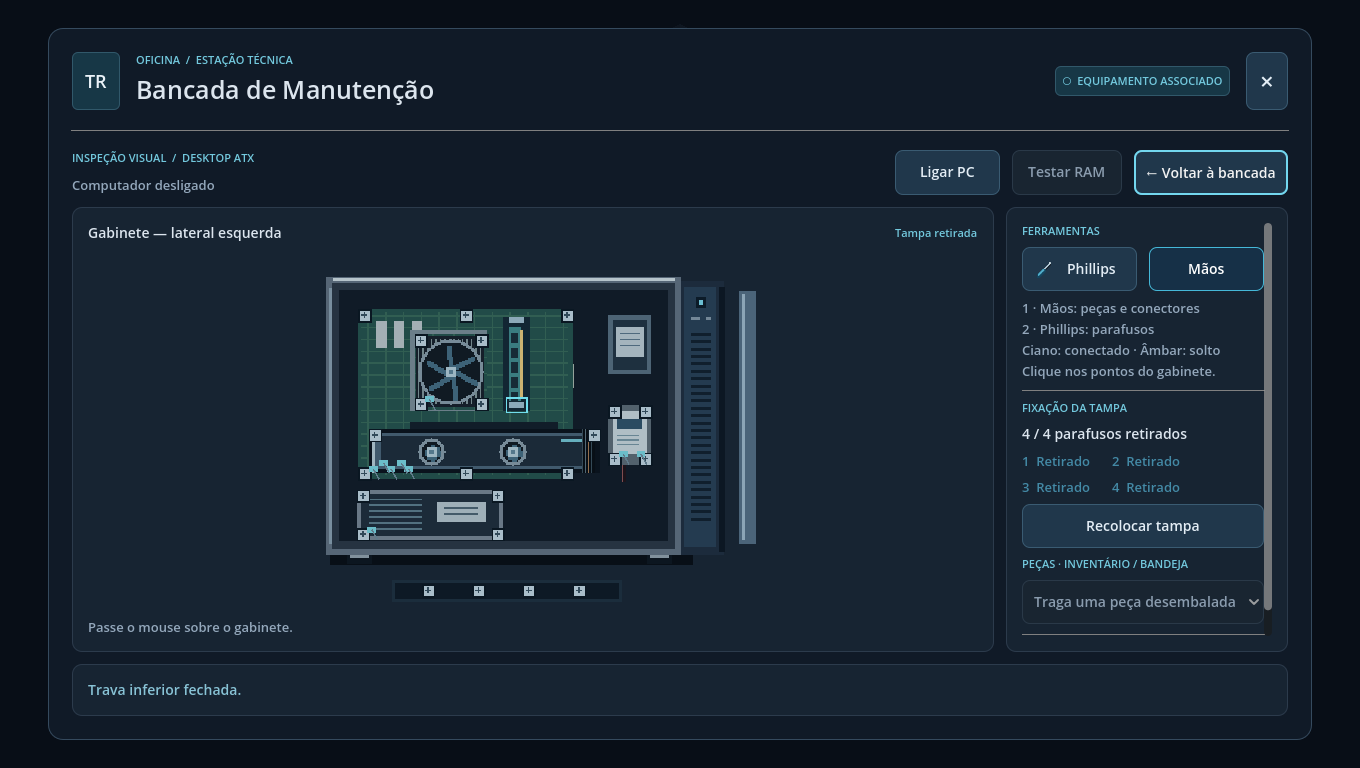 TR
OFICINA / ESTAÇÃO TÉCNICA
Bancada de Manutenção
EQUIPAMENTO ASSOCIADO
×
INSPEÇÃO VISUAL / DESKTOP ATX
Computador desligado
Ligar PC
Testar RAM
← Voltar à bancada
Gabinete — lateral esquerda
Tampa retirada
Passe o mouse sobre o gabinete.
FERRAMENTAS
Phillips
Mãos
1 · Mãos: peças e conectores
2 · Phillips: parafusos
Ciano: conectado · Âmbar: solto
Clique nos pontos do gabinete.
FIXAÇÃO DA TAMPA
4 / 4 parafusos retirados
1 Retirado 2 Retirado
3 Retirado 4 Retirado
Recolocar tampa
PEÇAS · INVENTÁRIO / BANDEJA
Traga uma peça desembalada
Trava inferior fechada.